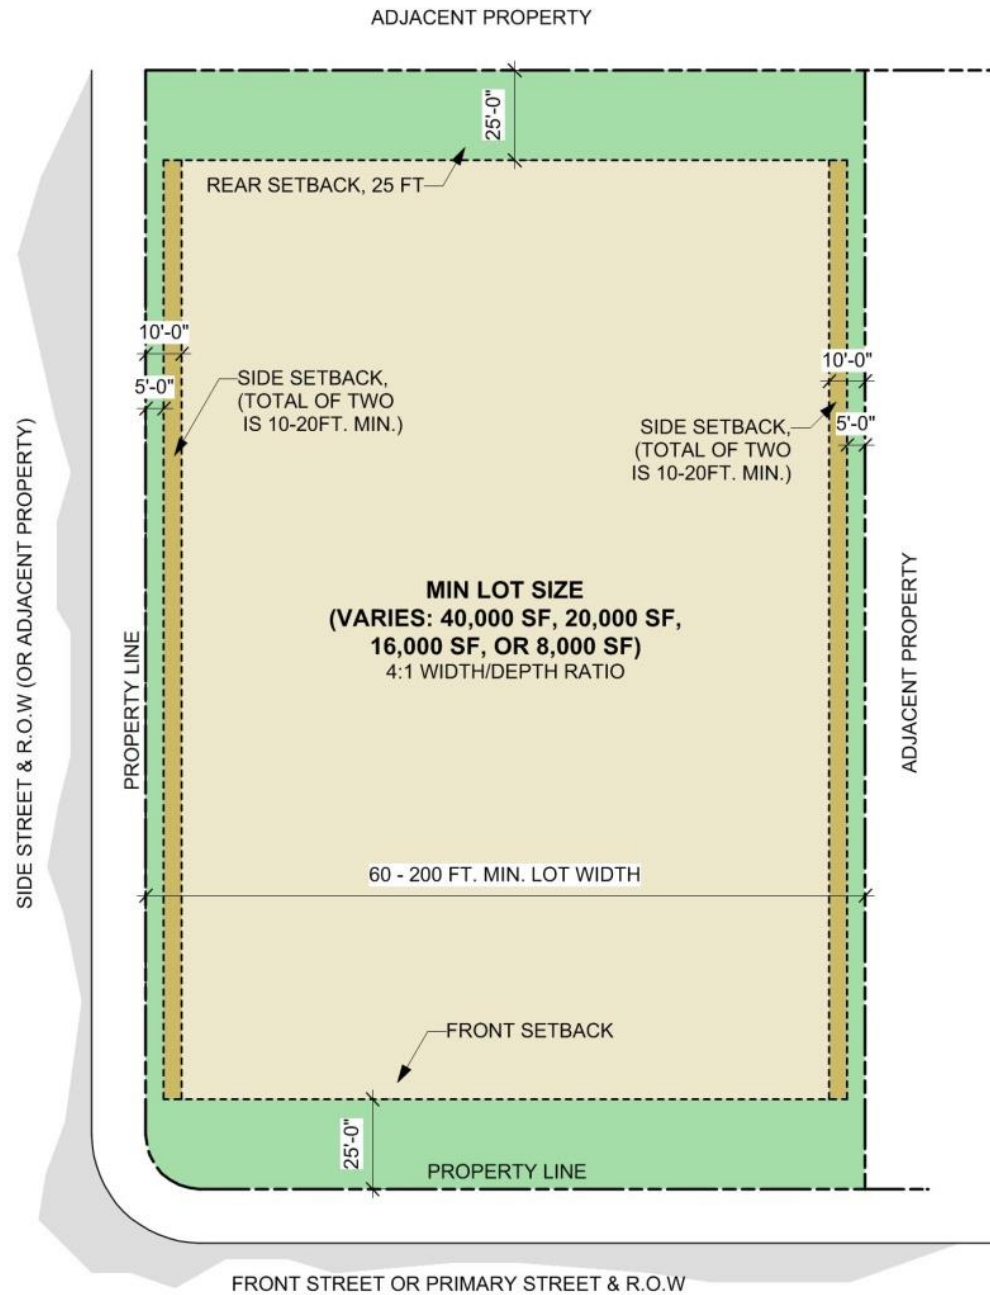 ADJACENT PROPERTY
25'-0"
REAR SETBACK, 25 FT
10'-0"
5'-0"
SIDE SETBACK,
(TOTAL OF TWO
IS 10-20FT. MIN.)
10'-0"
5'-0"
SIDE SETBACK,
(TOTAL OF TWO
IS 10-20FT. MIN.)
SIDE STREET & R.O.W (OR ADJACENT PROPERTY)
PROPERTY LINE
MIN LOT SIZE
(VARIES: 40,000 SF, 20,000 SF,
16,000 SF, OR 8,000 SF)
4:1 WIDTH/DEPTH RATIO
ADJACENT PROPERTY
60 - 200 FT. MIN. LOT WIDTH
FRONT SETBACK
25'-0"
PROPERTY LINE
FRONT STREET OR PRIMARY STREET & R.O.W